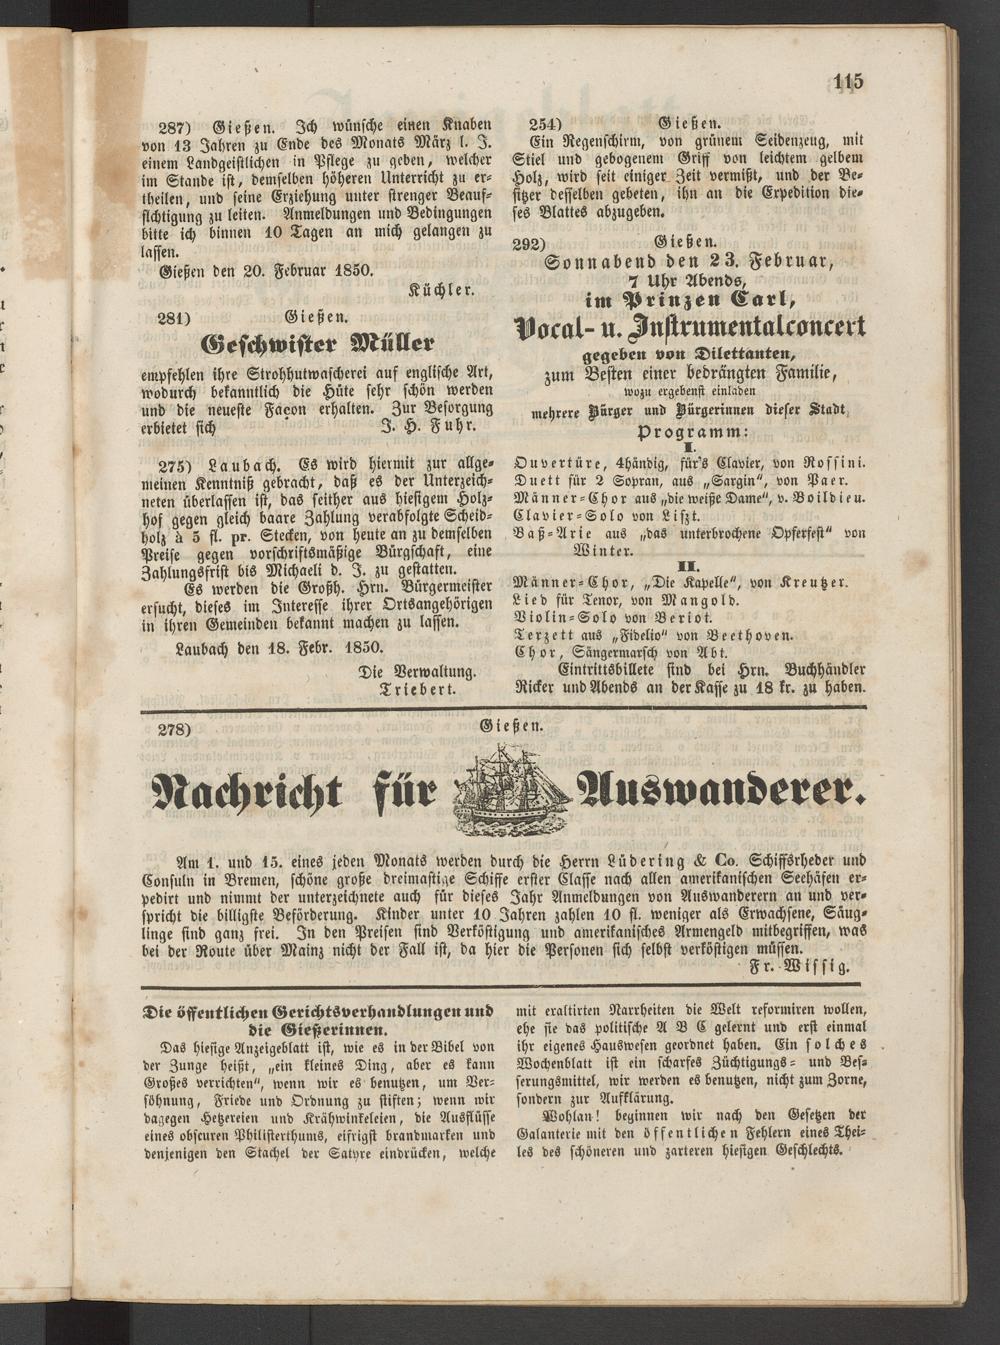 115
287) Gießen. Ich wünsche einen Knaben
von 13 Jahren zu Ende des Monats März l. J.
einem Landgeistlichen in Pflege zu geben, welcher
im Stande ist, demselben höheren Unterricht zu er-
theilen, und seine Erziehung unter strenger Beauf-
sichtigung zu leiten. Anmeldungen und Bedingungen
bitte ich binnen 10 Tagen an mich gelangen zu
lassen.
Gießen den 20. Februar 1850.
Küchler.
281) Gießen.
Geschwister Müller
empfehlen ihre Strohhutwascherei auf englische Art,
wodurch bekanntlich die Hüte sehr schön werden
und die neueste Façon erhalten. Zur Besorgung
erbietet sich J. H. Fuhr.
275) Laubach. Es wird hiermit zur allge-
meinen Kenntniß gebracht, daß es der Unterzeich-
neten überlassen ist, das seither aus hiesigem Holz-
hof gegen gleich baare Zahlung verabfolgte Scheid-
holz à 5 fl. pr. Stecken, von heute an zu demselben
Preise gegen vorschriftsmäßige Bürgschaft, eine
Zahlungsfrist bis Michaeli d. J. zu gestatten.
Es werden die Großh. Hrn. Bürgermeister
ersucht, dieses im Interesse ihrer Ortsangehörigen
in ihren Gemeinden bekannt machen zu lassen.
Laubach den 18. Febr. 1850.
Die Verwaltung.
Triebert.
254) Gießen.
Ein Regenschirm, von grünem Seidenzeug, mit
Stiel und gebogenem Griff von leichtem gelbem
Holz, wird seit einiger Zeit vermißt, und der Be-
sitzer desselben gebeten, ihn an die Expedition die-
ses Blattes abzugeben.
292) Gießen.
Sonnabend den 23. Februar,
7 Uhr Abends,
im Prinzen Carl,
Vocal- u. Instrumentalconcert
gegeben von Dilettanten,
zum Besten einer bedrängten Familie,
wozu ergebenst einladen
mehrere Bürger und Bürgerinnen dieser Stadt
Programm:
I.
Ouvertüre, 4händig, für's Clavier, von Rossini.
Duett für 2 Sopran, aus „Sargin“, von Paer.
Männer-Chor aus „die weiße Dame“, v. Boildieu.
Clavier-Solo von Liszt.
Baß-Arie aus „das unterbrochene Opferfest“ von
Winter.
II.
Männer-Chor, „Die Kapelle“, von Kreutzer.
Lied für Tenor, von Mangold.
Violin-Solo von Beriot.
Terzett aus „Fidelio“ von Beethoven.
Chor, Sängermarsch von Abt.
Eintrittsbillete sind bei Hrn. Buchhändler
Ricker und Abends an der Kasse zu 18 kr. zu haben.
278) Gießen.
Nachricht für Auswanderer.
Am 1. und 15. eines jeden Monats werden durch die Herrn Lüdering & Co. Schiffsrheder und
Consuln in Bremen, schöne große dreimastige Schiffe erster Classe nach allen amerikanischen Seehäfen er-
pedirt und nimmt der unterzeichnete auch für dieses Jahr Anmeldungen von Auswanderern an und ver-
spricht die billigste Beförderung. Kinder unter 10 Jahren zahlen 10 fl. weniger als Erwachsene, Säug-
linge sind ganz frei. In den Preisen sind Verköstigung und amerikanisches Armengeld mitbegriffen, was
bei der Route über Mainz nicht der Fall ist, da hier die Personen sich selbst verköstigen müssen.
Fr. Wissig.
Die öffentlichen Gerichtsverhandlungen und
die Gießerinnen.
Das hiesige Anzeigeblatt ist, wie es in der Bibel von
der Zunge heißt, „ein kleines Ding, aber es kann
Großes verrichten“, wenn wir es benutzen, um Ver-
söhnung, Friede und Ordnung zu stiften; wenn wir
dagegen Hetzereien und Krähwinkeleien, die Ausflüsse
eines obscuren Philisterthums, eifrigst brandmarken und
denjenigen den Stachel der Satyre eindrücken, welche
mit exaltirten Narrheiten die Welt reformiren wollen,
ehe sie das politische A B C gelernt und erst einmal
ihr eigenes Hauswesen geordnet haben. Ein solches
Wochenblatt ist ein scharfes Züchtigungs- und Bes-
serungsmittel, wir werden es benutzen, nicht zum Zorne,
sondern zur Aufklärung.
Wohlan! beginnen wir nach den Gesetzen der
Galanterie mit den öffentlichen Fehlern eines Thei-
les des schöneren und zarteren hiesigen Geschlechts.